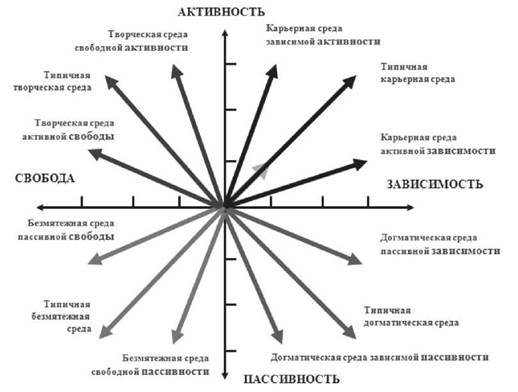 АКТИВНОСТЬ
Творческая среда
свободной активности
Карьерная среда
зависимой активности
Типичная
творческая среда
Типичная
карьерная среда
Творческая среда
активной свободы
Карьерная среда
активной зависимости
СВОБОДА
ЗАВИСИМОСТЬ
Безмятежная среда
пассивной свободы
Догматическая среда
пассивной зависимости
Типичная
безмятежная
среда
Типичная
догматическая среда
Безмятежная среда
свободной пассивности
Догматическая среда зависимой пассивности
ПАССИВНОСТЬ